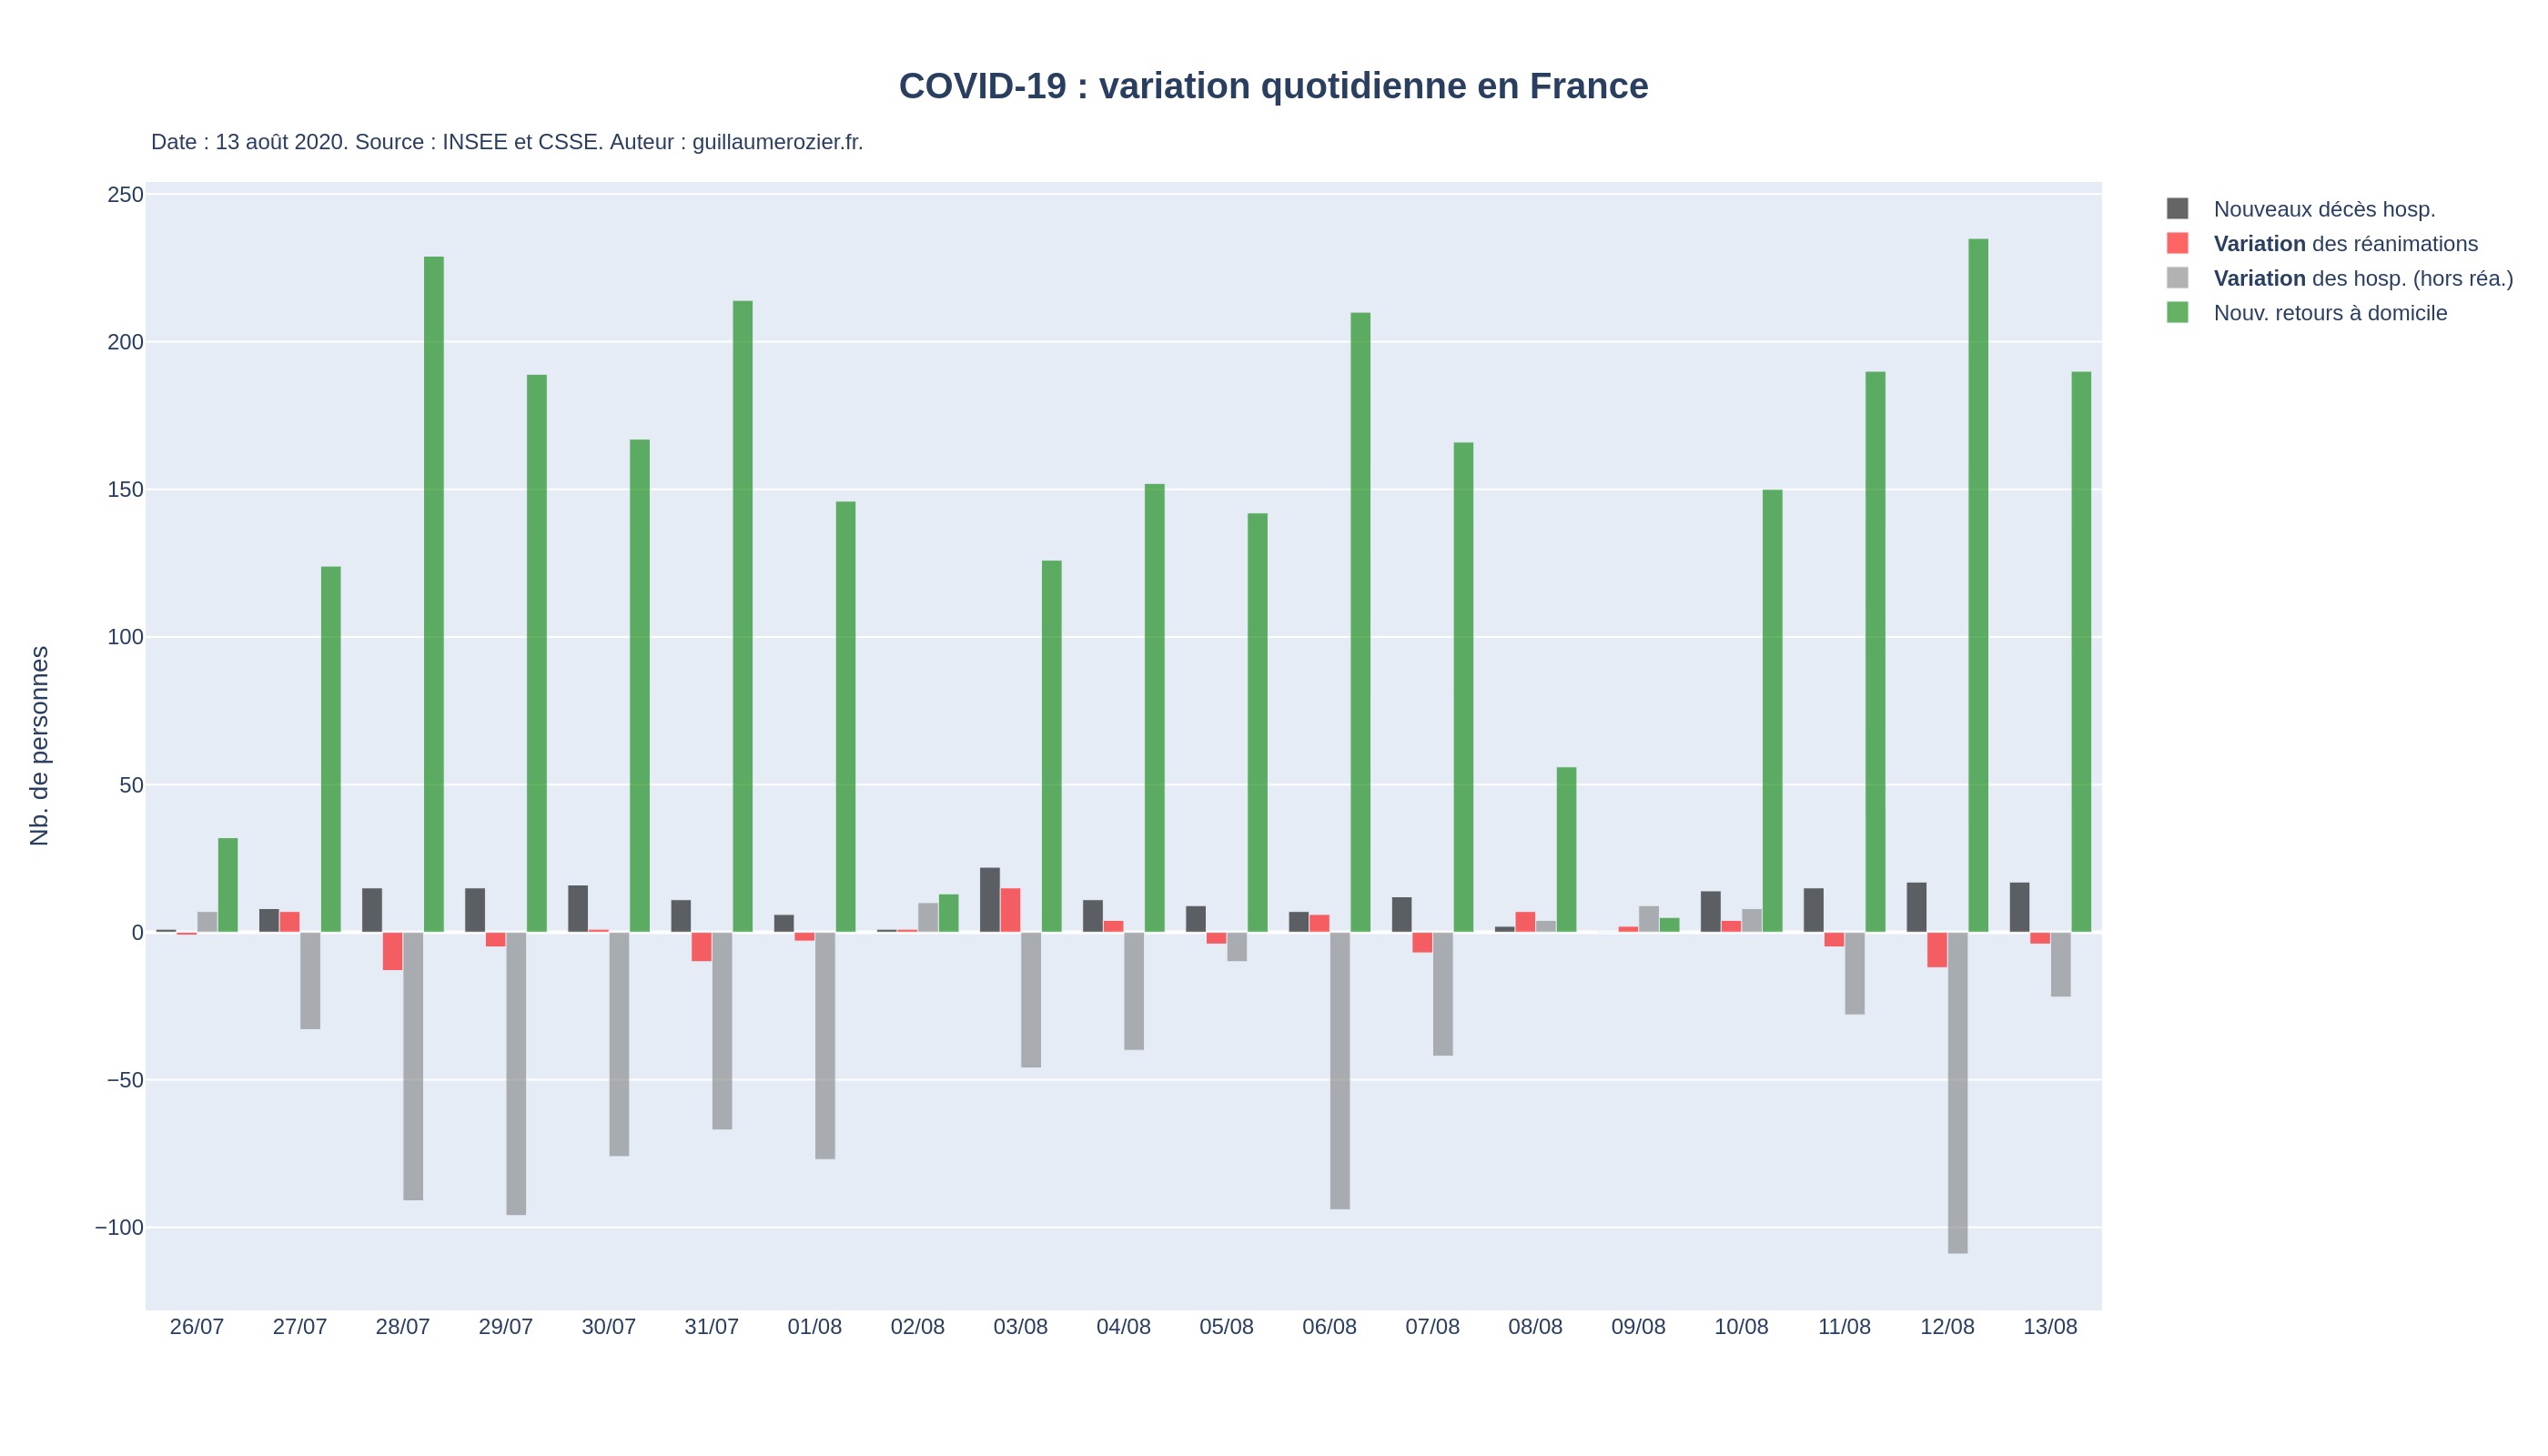 COVID-19 : variation quotidienne en France
Date : 13 août 2020. Source : INSEE et CSSE. Auteur : guillaumerozier.fr.
Nb. de personnes
250
200
150
100
50
0
−50
−100
26/07 27/07 28/07 29/07 30/07 31/07 01/08 02/08 03/08 04/08 05/08 06/08 07/08 08/08 09/08 10/08 11/08 12/08 13/08
Nouveaux décès hosp.
Variation des réanimations
Variation des hosp. (hors réa.)
Nouv. retours à domicile